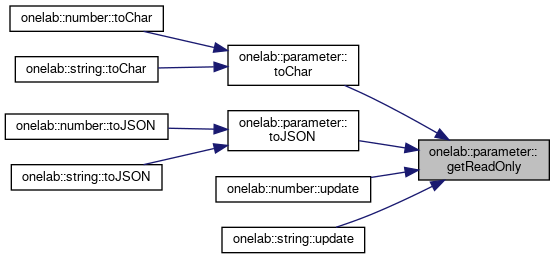 onelab::number::toChar
onelab::string::toChar
onelab::parameter::
toChar
onelab::number::toJSON
onelab::string::toJSON
onelab::parameter::
toJSON
onelab::number::update
onelab::string::update
onelab::parameter::
getReadOnly